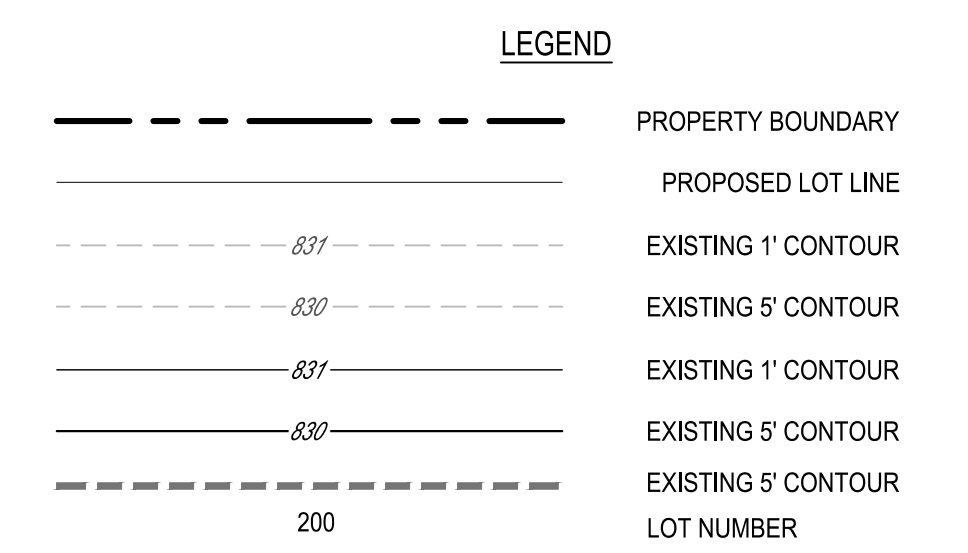 LEGEND
PROPERTY BOUNDARY
PROPOSED LOT LINE
831 EXISTING 1' CONTOUR
830 EXISTING 5' CONTOUR
831 EXISTING 1' CONTOUR
830 EXISTING 5' CONTOUR
EXISTING 5' CONTOUR
200 LOT NUMBER